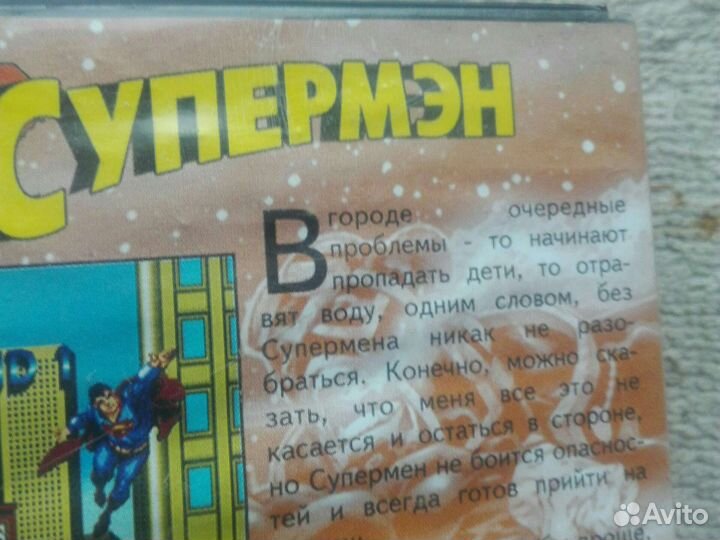 СУПЕРМЭН
В городе очередные
проблемы - то начинают
пропадать дети, то отра-
вят воду, одним словом, без
Супермена никак не разо-
браться. Конечно, можно ска-
зать, что меня все это не
касается и остаться в стороне,
но Супермен не боится опаснос-
тей и всегда готов прийти на
Avito